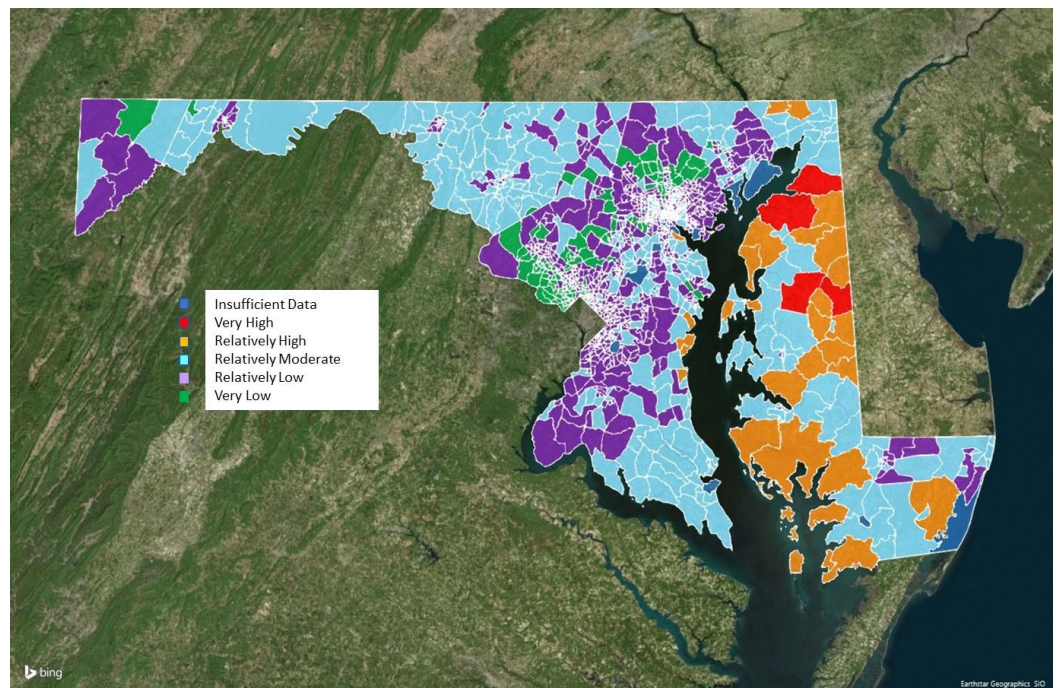 Insufficient Data
Very High
Relatively High
Relatively Moderate
Relatively Low
Very Low
bing
Earthstar Geographics SIO